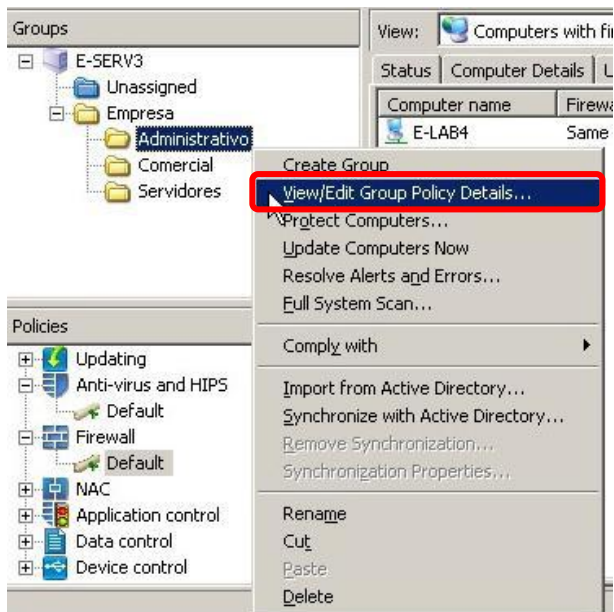 Groups
E-SERV3
Unassigned
Empresa
Administrativo
Comercial
Servidores
View:
Computers with
Status
Computer Details
Computer name
E-LAB4
Same
Create Group
View/Edit Group Policy Details...
Protect Computers...
Update Computers Now
Resolve Alerts and Errors...
Full System Scan...
Comply with
Import from Active Directory...
Synchronize with Active Directory...
Remove Synchronization...
Synchronization Properties...
Rename
Cut
Paste
Delete
Policies
Updating
Anti-virus and HIPS
Default
Firewall
Default
NAC
Application control
Data control
Device control